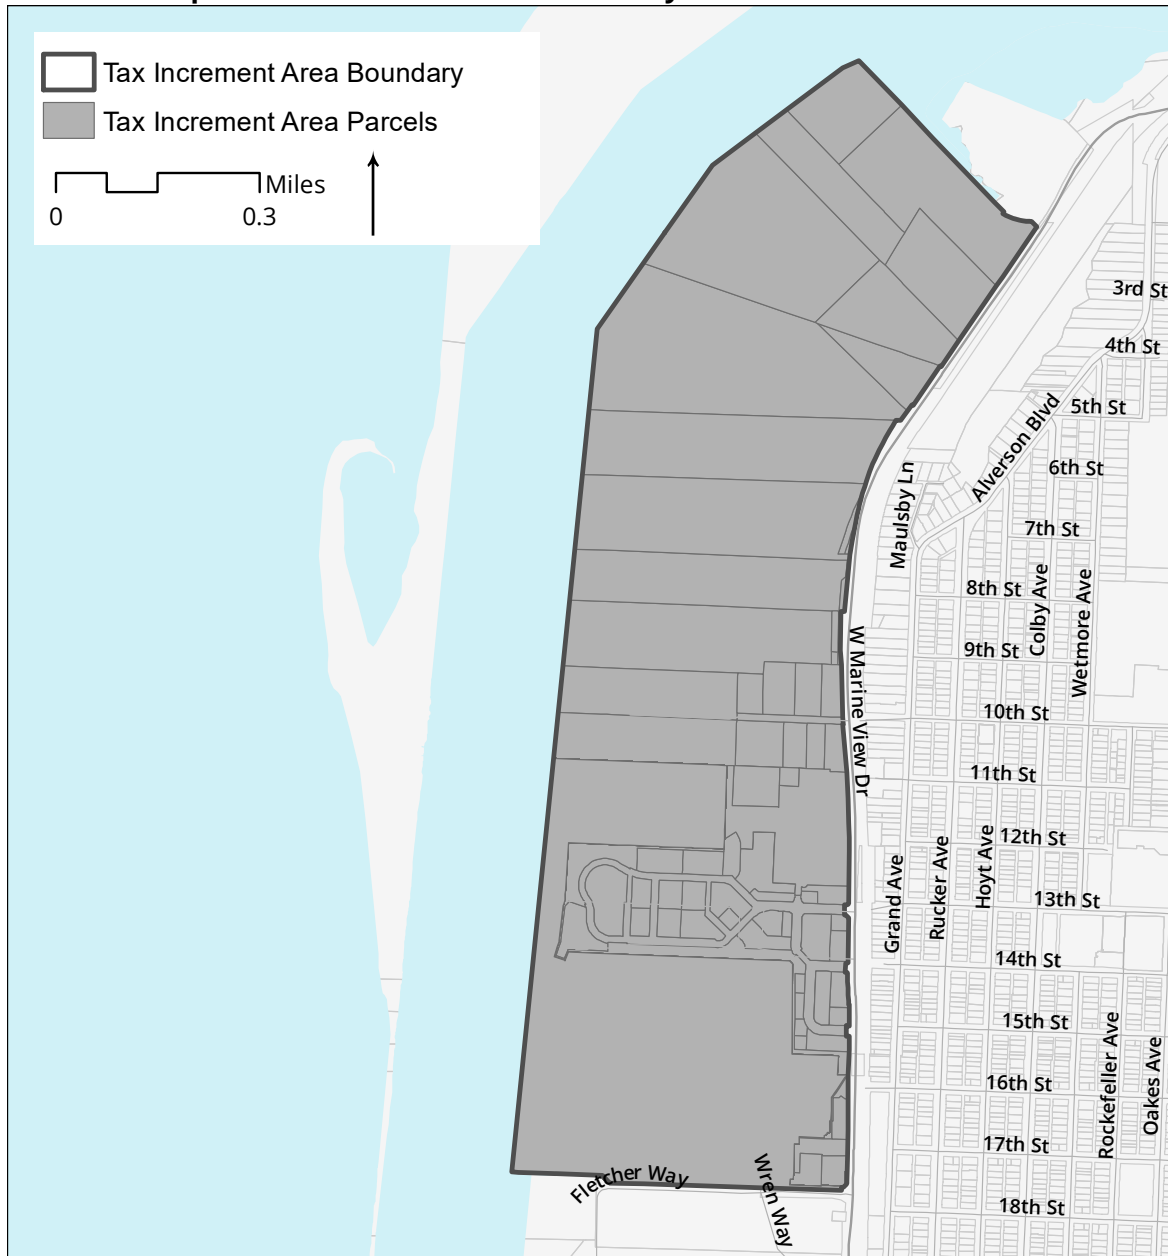 Tax Increment Area Boundary
Tax Increment Area Parcels
Miles
0
0.3
3rd St
4th St
5th St
Alverson Blvd
6th St
Maulsby Ln
7th St
8th St
Colby Ave
Wetmore Ave
9th St
W Marine View Dr
10th St
11th St
12th St
Grand Ave
Rucker Ave
Hoyt Ave
13th St
14th St
15th St
Rockefeller Ave
Oakes Ave
16th St
17th St
Fletcher Way
Wren Way
18th St